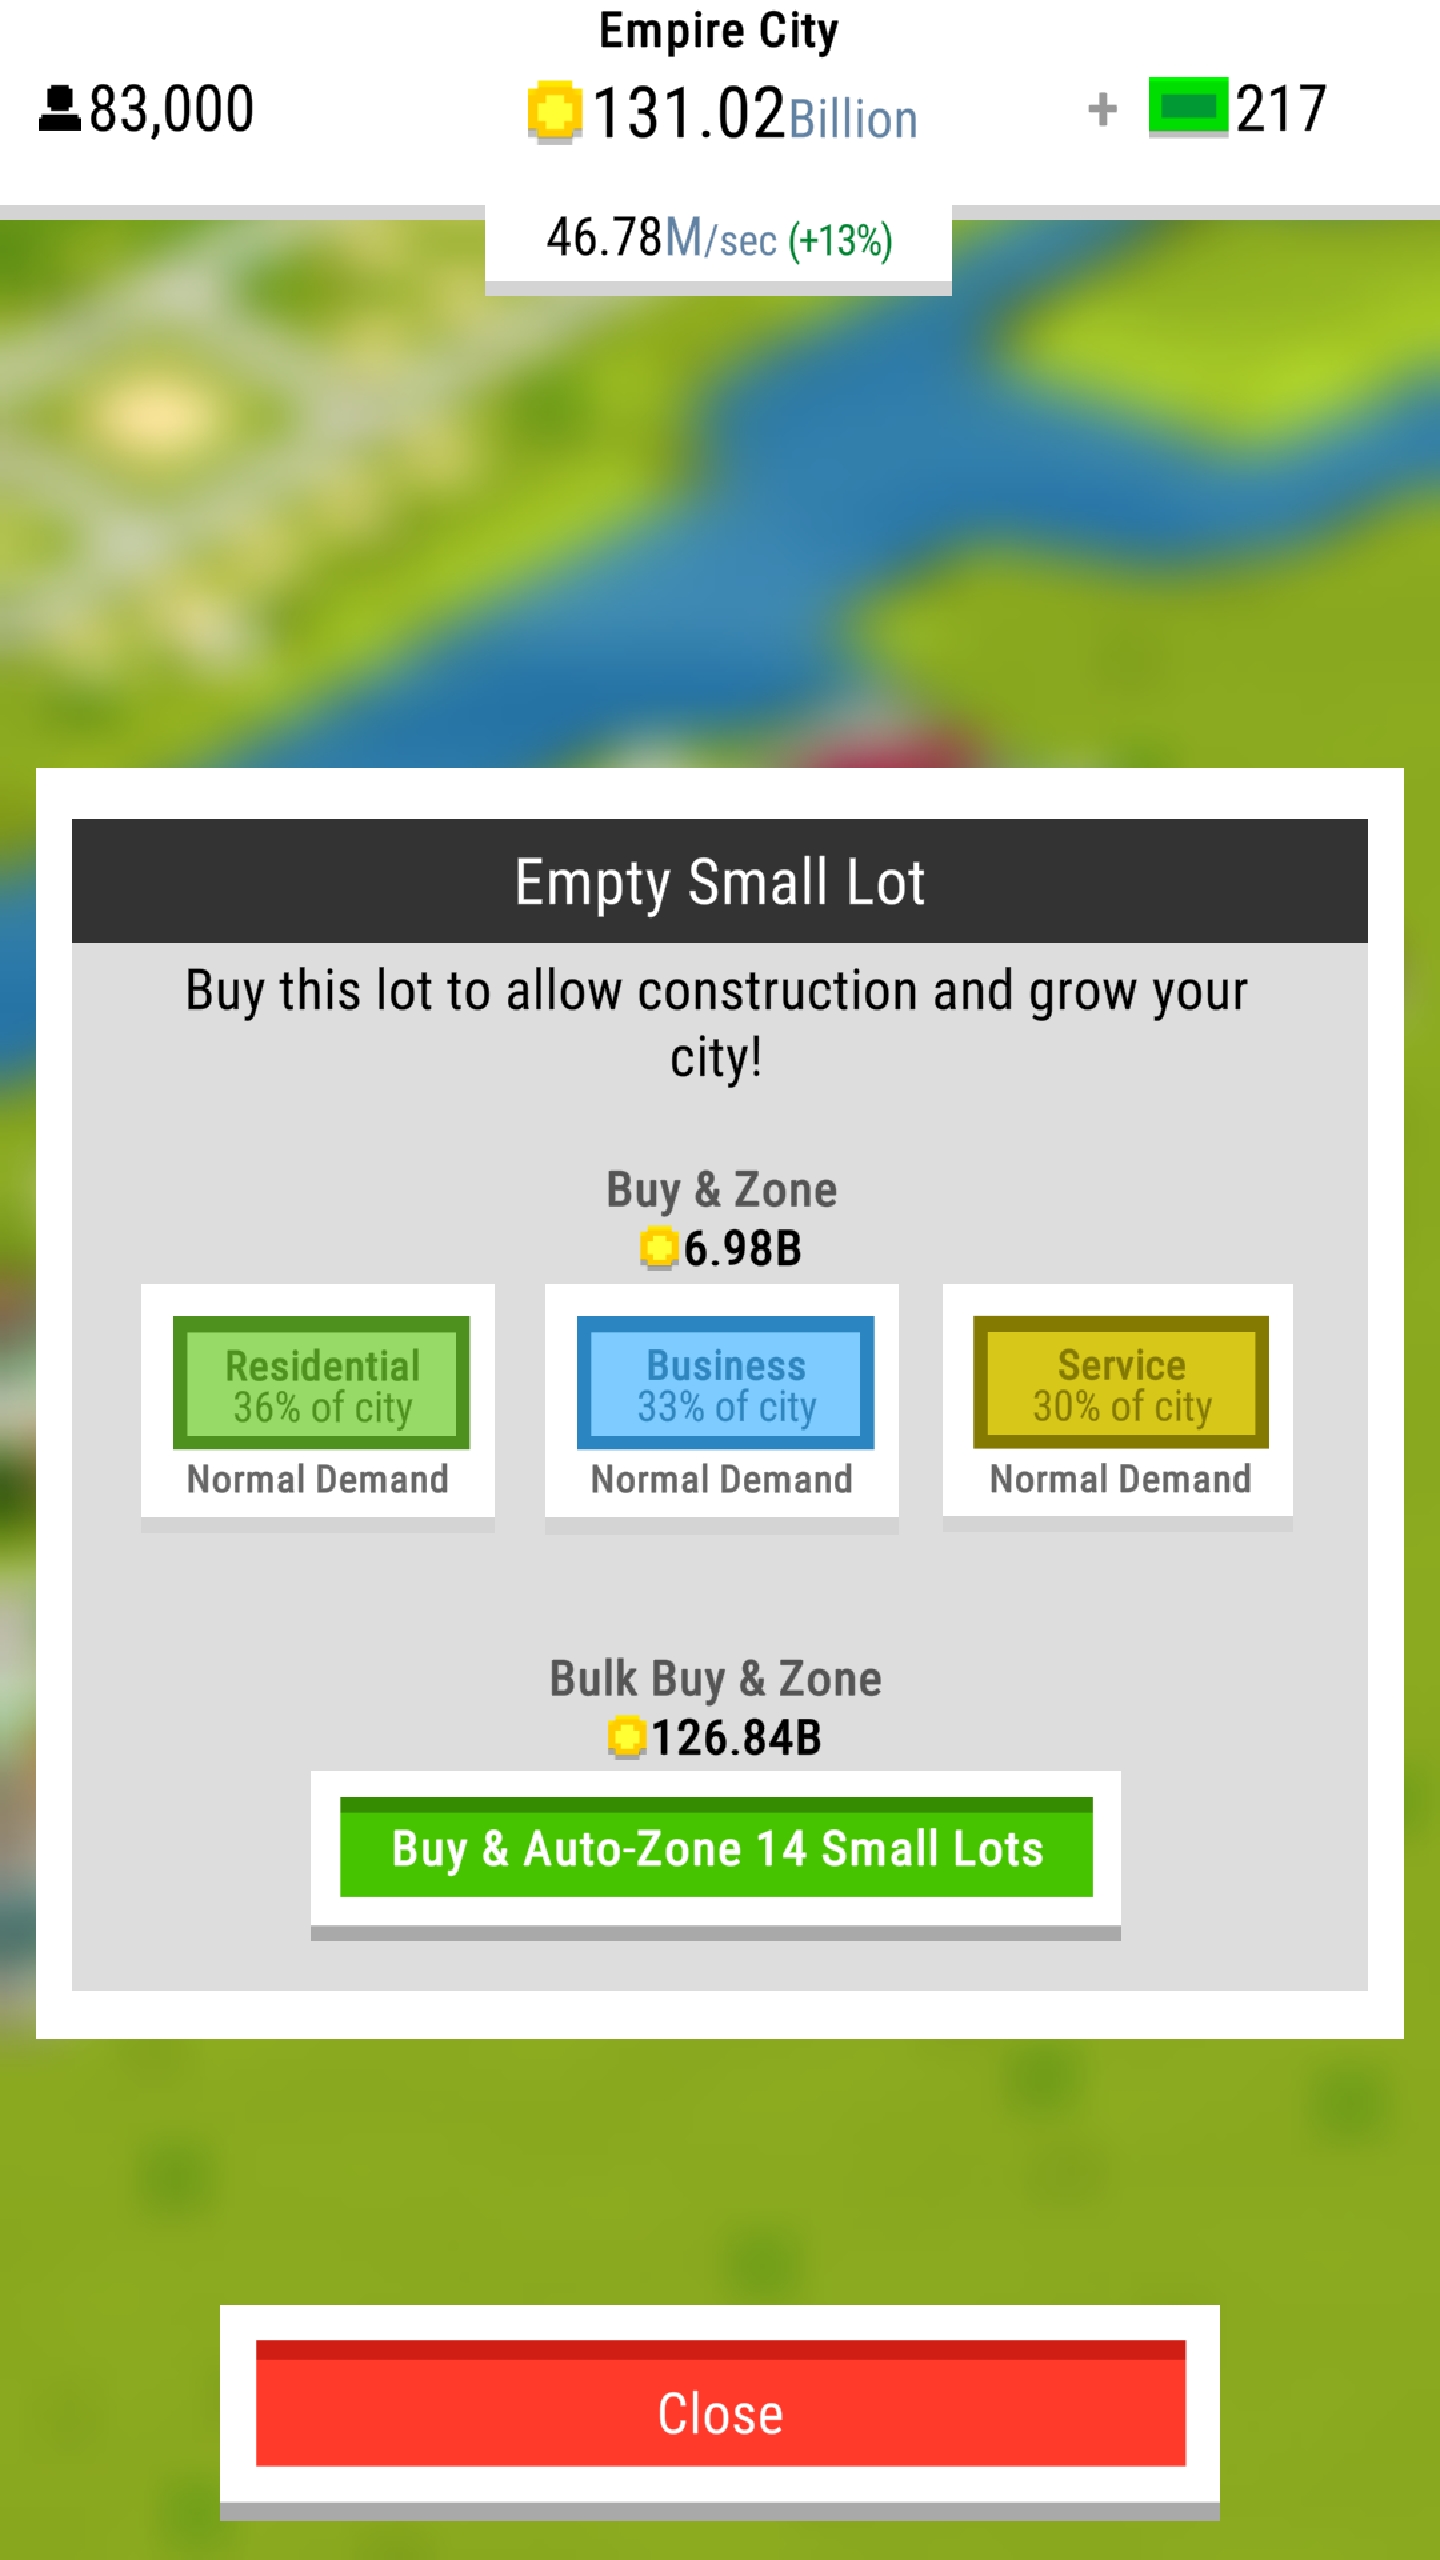 Empire City
83,000
131.02Billion
+ 217
46.78M/sec (+13%)
Empty Small Lot
Buy this lot to allow construction and grow your
city!
Buy & Zone
6.98B
Residential
36% of city
Normal Demand
Business
33% of city
Normal Demand
Service
30% of city
Normal Demand
Bulk Buy & Zone
126.84B
Buy & Auto-Zone 14 Small Lots
Close